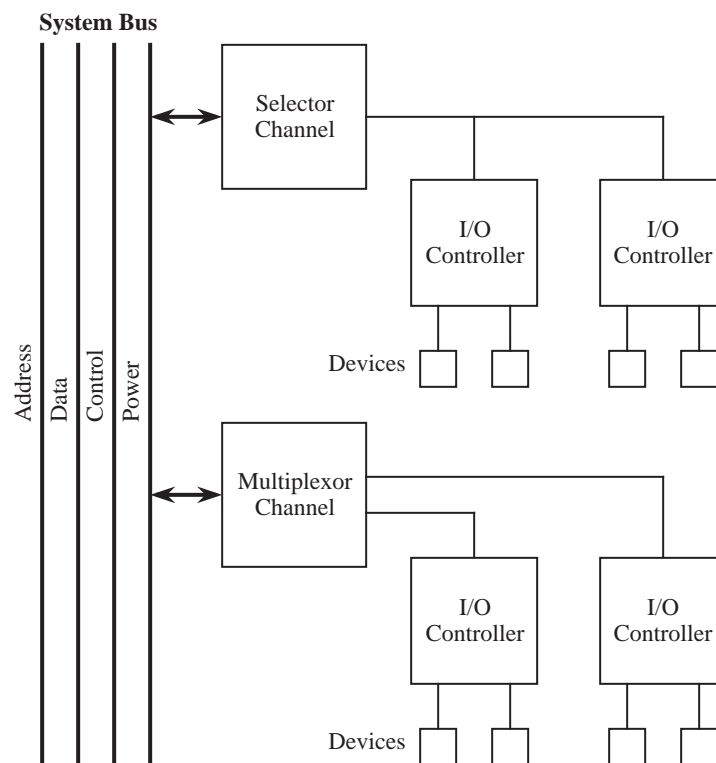 System Bus
Selector
Channel
I/O
Controller
I/O
Controller
Devices
Address
Data
Control
Power
Multiplexor
Channel
I/O
Controller
I/O
Controller
Devices